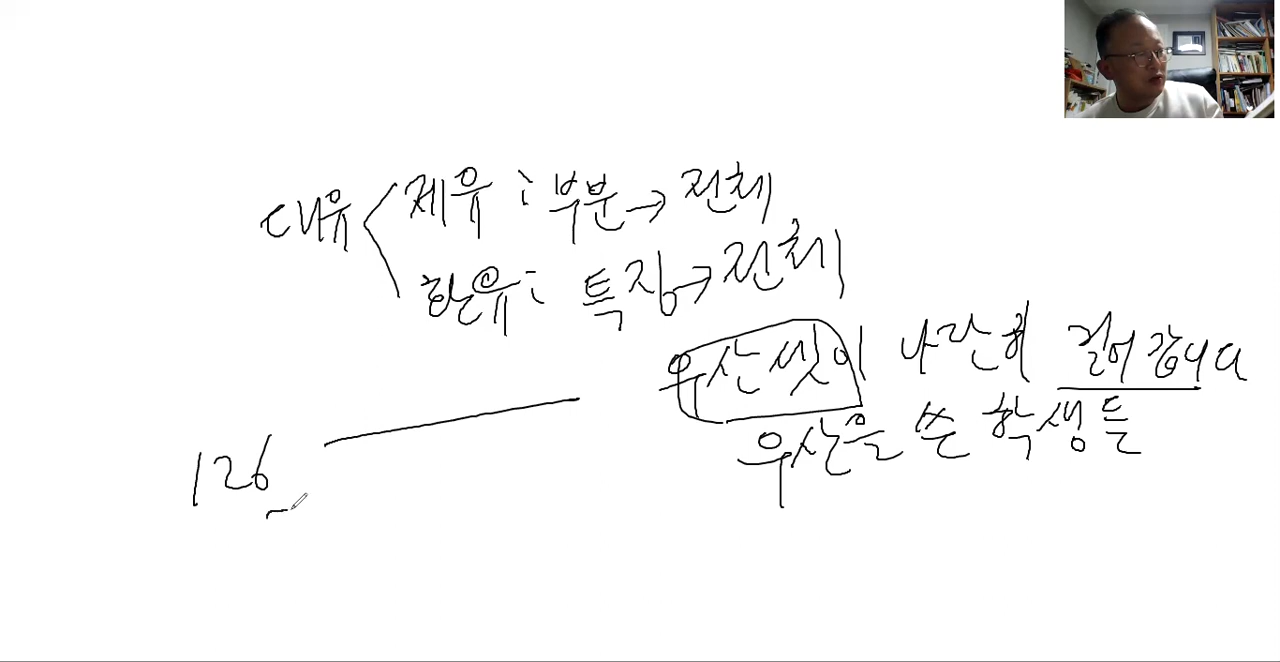 대유 < 제유 : 부분→전체
환유 : 특징→전체
우산 셋이 나란히 걸어갑니다
우산을 쓴 학생들
126